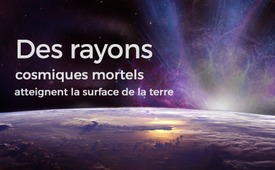 Des rayons
cosmiques mortels
atteignent la surface de la terre